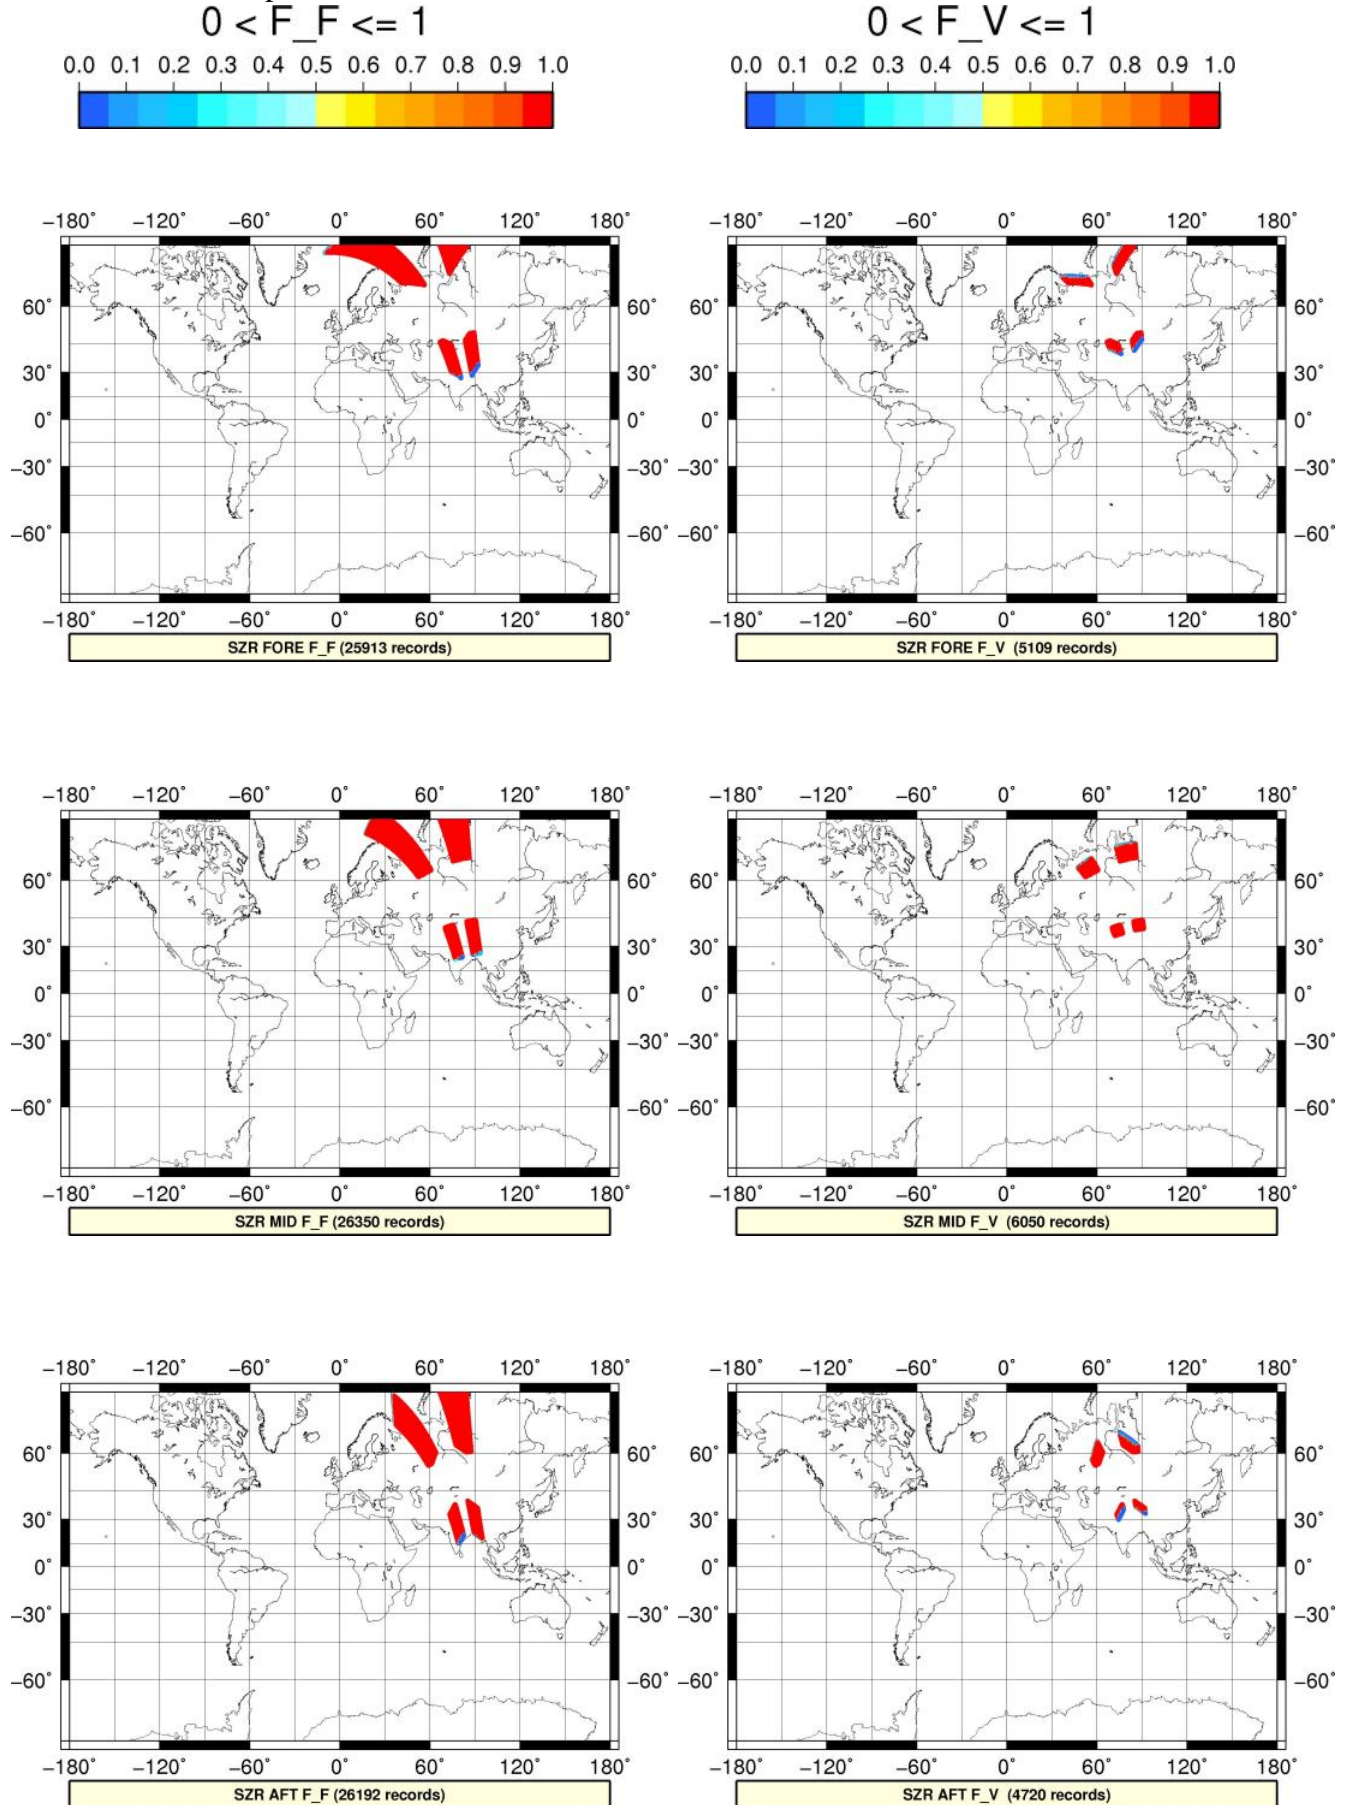 0 < F_F <= 1
0 < F_V <= 1
0.0 0.1 0.2 0.3 0.4 0.5 0.6 0.7 0.8 0.9 1.0
0.0 0.1 0.2 0.3 0.4 0.5 0.6 0.7 0.8 0.9 1.0
−180˚ −120˚ −60˚ 0˚ 60˚ 120˚ 180˚
−180˚ −120˚ −60˚ 0˚ 60˚ 120˚ 180˚
60˚ 60˚ 60˚ 60˚
30˚ 30˚ 30˚ 30˚
0˚ 0˚ 0˚ 0˚
−30˚ −30˚ −30˚ −30˚
−60˚ −60˚ −60˚ −60˚
−180˚ −120˚ −60˚ 0˚ 60˚ 120˚ 180˚
−180˚ −120˚ −60˚ 0˚ 60˚ 120˚ 180˚
SZR FORE F_F (25913 records)
SZR FORE F_V (5109 records)
−180˚ −120˚ −60˚ 0˚ 60˚ 120˚ 180˚
−180˚ −120˚ −60˚ 0˚ 60˚ 120˚ 180˚
60˚ 60˚ 60˚ 60˚
30˚ 30˚ 30˚ 30˚
0˚ 0˚ 0˚ 0˚
−30˚ −30˚ −30˚ −30˚
−60˚ −60˚ −60˚ −60˚
−180˚ −120˚ −60˚ 0˚ 60˚ 120˚ 180˚
−180˚ −120˚ −60˚ 0˚ 60˚ 120˚ 180˚
SZR MID F_F (26350 records)
SZR MID F_V (6050 records)
−180˚ −120˚ −60˚ 0˚ 60˚ 120˚ 180˚
−180˚ −120˚ −60˚ 0˚ 60˚ 120˚ 180˚
60˚ 60˚ 60˚ 60˚
30˚ 30˚ 30˚ 30˚
0˚ 0˚ 0˚ 0˚
−30˚ −30˚ −30˚ −30˚
−60˚ −60˚ −60˚ −60˚
−180˚ −120˚ −60˚ 0˚ 60˚ 120˚ 180˚
−180˚ −120˚ −60˚ 0˚ 60˚ 120˚ 180˚
SZR AFT F_F (26192 records)
SZR AFT F_V (4720 records)